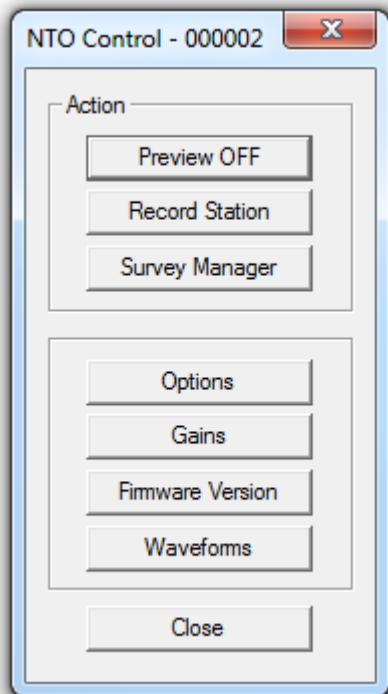 NTO Control - 000002
Action
Preview OFF
Record Station
Survey Manager
Options
Gains
Firmware Version
Waveforms
Close